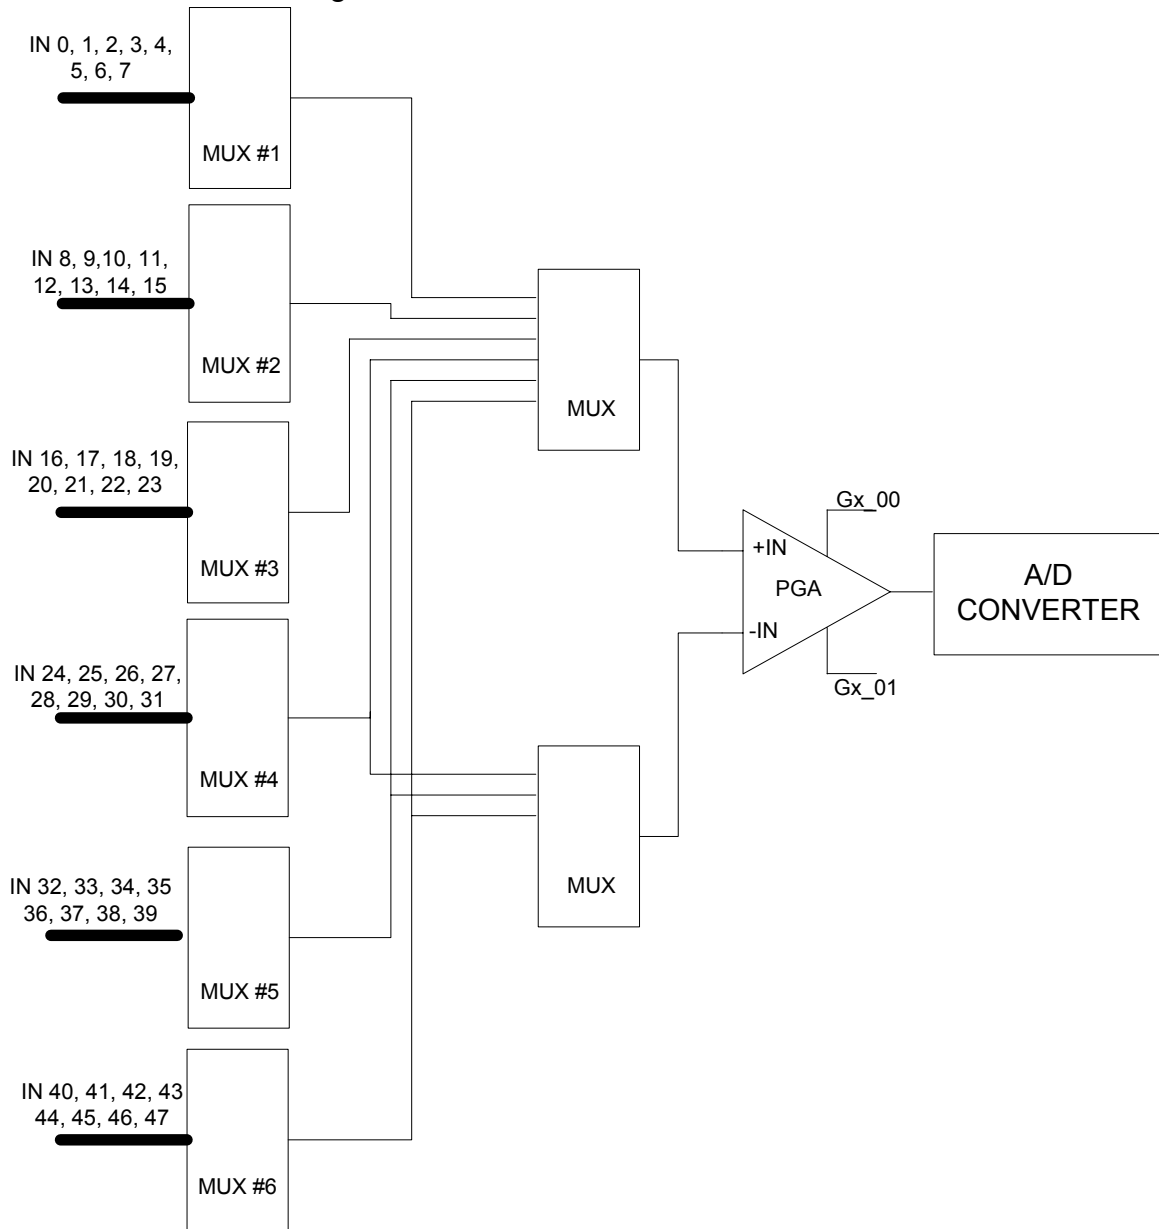 IN 0, 1, 2, 3, 4,
5, 6, 7
MUX #1
IN 8, 9,10, 11,
12, 13, 14, 15
MUX #2
IN 16, 17, 18, 19,
20, 21, 22, 23
MUX #3
IN 24, 25, 26, 27,
28, 29, 30, 31
MUX #4
IN 32, 33, 34, 35
36, 37, 38, 39
MUX #5
IN 40, 41, 42, 43
44, 45, 46, 47
MUX #6
MUX
MUX
Gx_00
+IN
PGA
-IN
Gx_01
A/D
CONVERTER